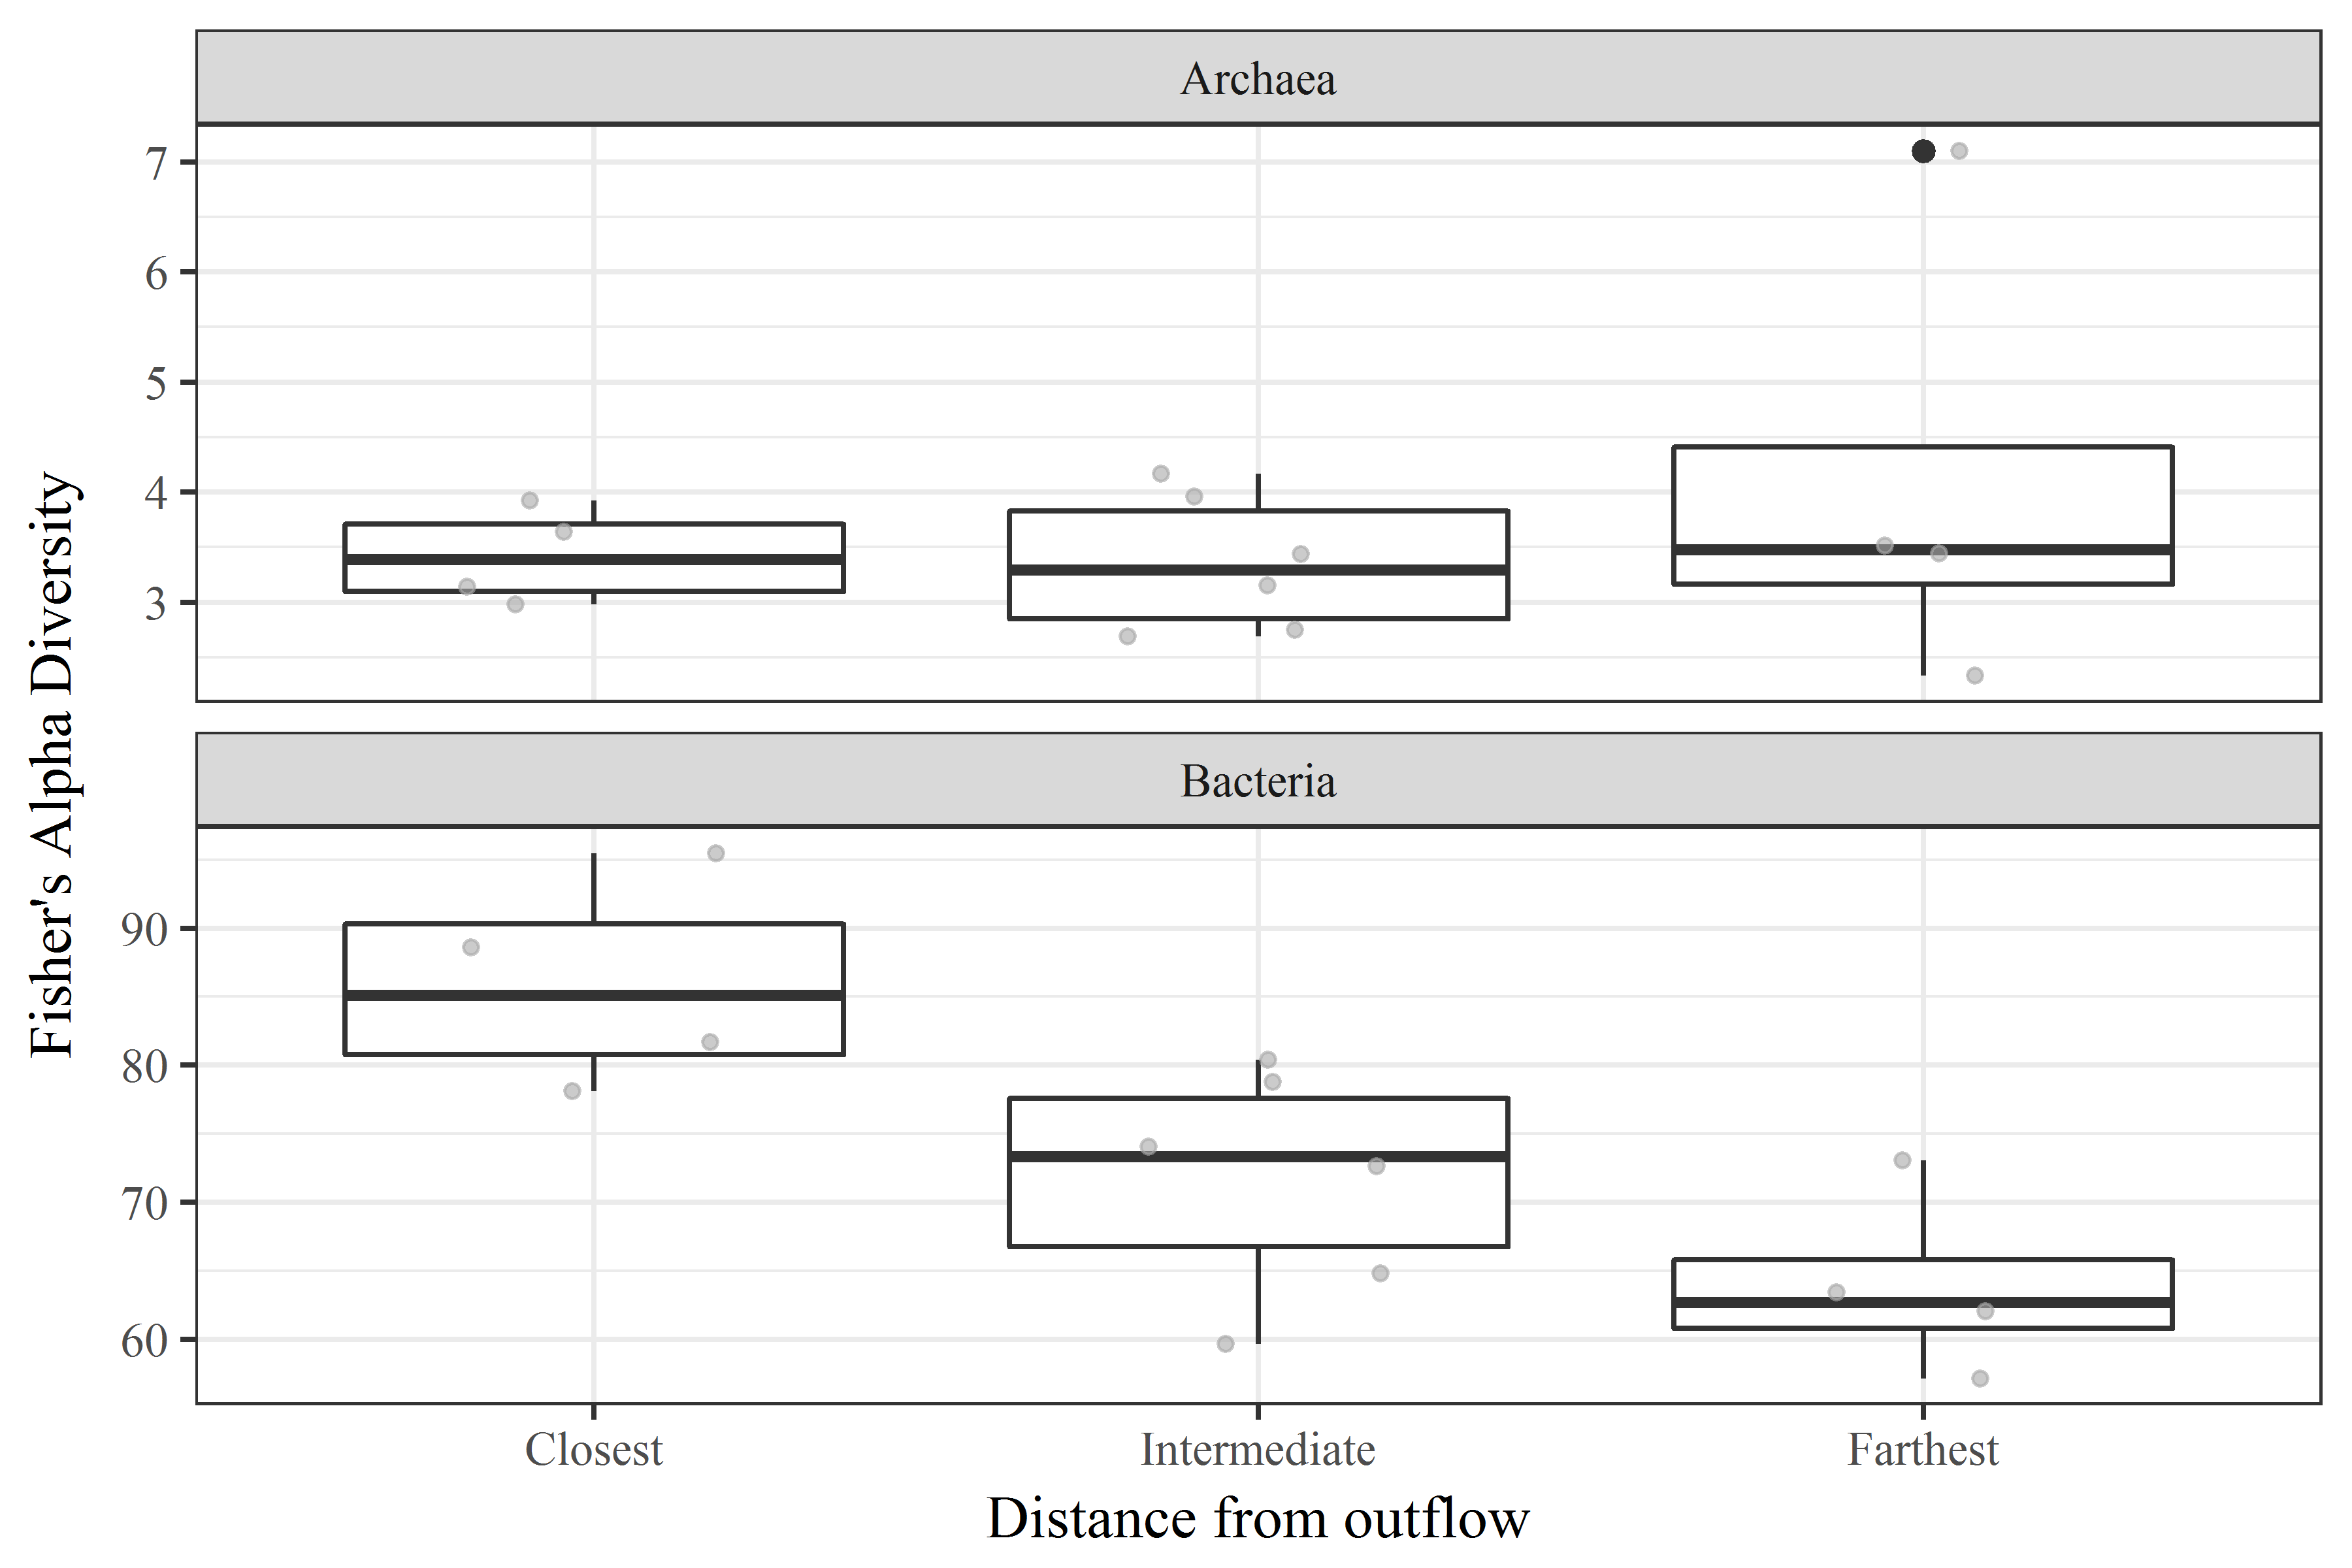 Fisher's Alpha Diversity
Archaea
7
6
5
4
3
Bacteria
90
80
70
60
Closest Intermediate Farthest
Distance from outflow